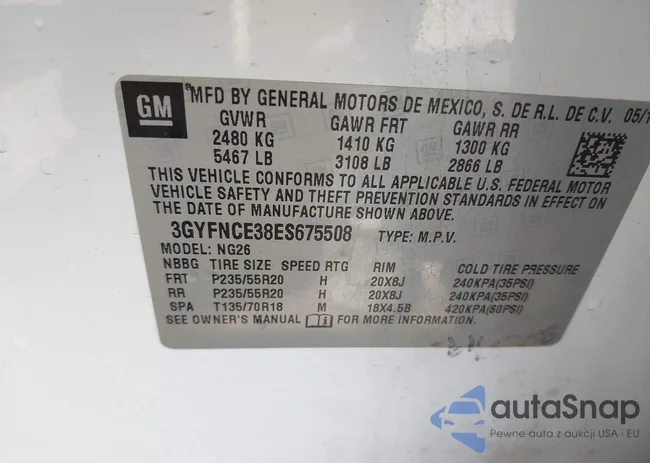 GM
MFD BY GENERAL MOTORS DE MEXICO, S. DE R.L. DE C.V. 05/1
GVWR GAWR FRT GAWR RR
2480 KG 1410 KG 1300 KG
5467 LB 3108 LB 2866 LB
THIS VEHICLE CONFORMS TO ALL APPLICABLE U.S. FEDERAL MOTOR
VEHICLE SAFETY AND THEFT PREVENTION STANDARDS IN EFFECT ON
THE DATE OF MANUFACTURE SHOWN ABOVE.
3GYFNCE38ES675508 TYPE: M.P.V.
MODEL: NG26
NBBG TIRE SIZE SPEED RTG RIM COLD TIRE PRESSURE
FRT P235/55R20 H 20X8J 240KPA(35PSI)
RR P235/55R20 H 20X8J 240KPA(35PSI)
SPA T135/70R18 M 18X4.5B 420KPA(60PSI)
SEE OWNER'S MANUAL FOR MORE INFORMATION.
autoSnap
Pewne auta z aukcji USA i EU